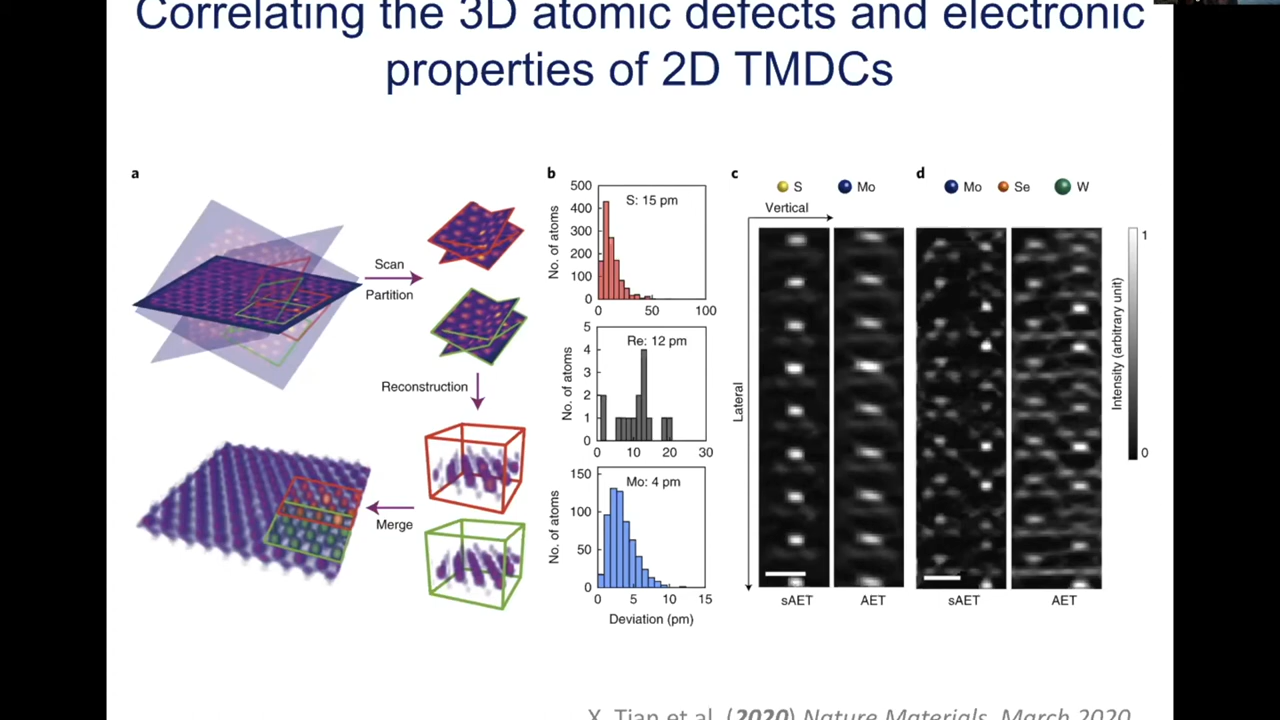 Correlating the 3D atomic defects and electronic
properties of 2D TMDCs
a
Scan
Partition
Reconstruction
Merge
b
500
400
300
200
100
0
No. of atoms
S: 15 pm
0 50 100
5
4
3
2
1
0
No. of atoms
Re: 12 pm
0 10 20 30
150
100
50
0
No. of atoms
Mo: 4 pm
0 5 10 15
Deviation (pm)
c
S Mo
Vertical
Lateral
sAET AET
d
Mo Se W
sAET AET
1
0
Intensity (arbitrary unit)
X. Tian et al. (2020) Nature Materials, March 2020